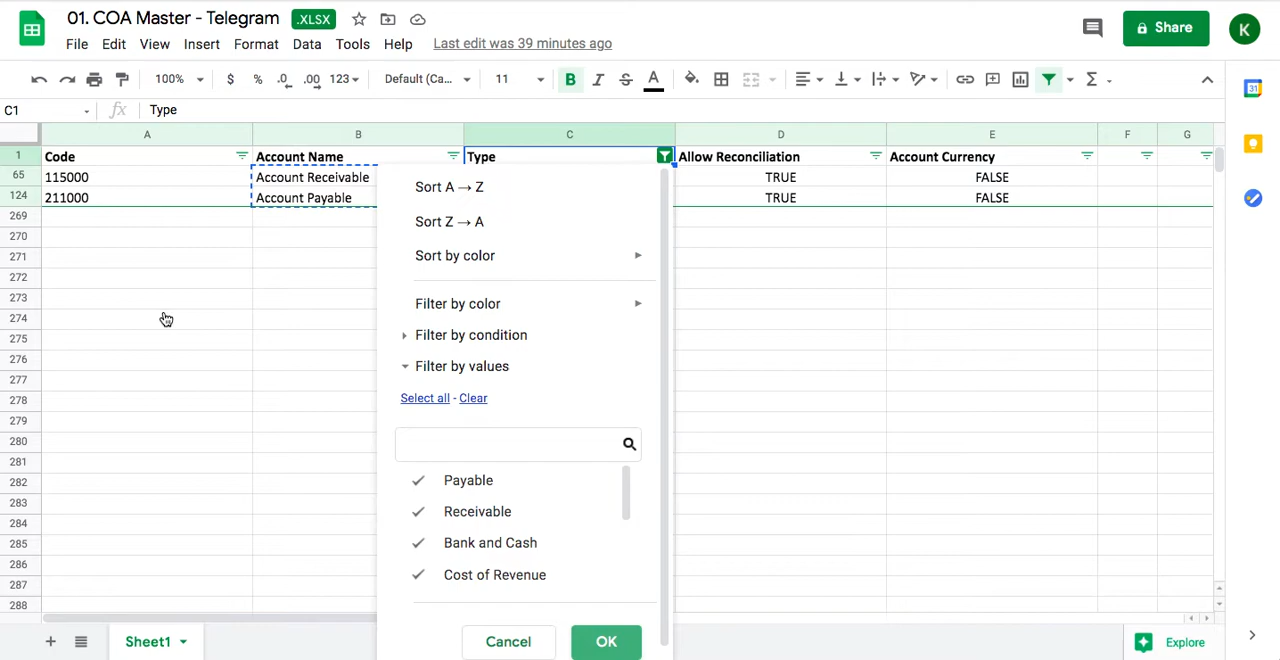 01. COA Master - Telegram .XLSX
File Edit View Insert Format Data Tools Help Last edit was 39 minutes ago
Share
K
100% $ % .0 .00 123 Default (Ca... 11 B I S A Σ
31
C1 fx Type
A B C D E F G
1 Code Account Name Type Allow Reconciliation Account Currency
65 115000 Account Receivable TRUE FALSE
124 211000 Account Payable TRUE FALSE
269
270
271
272
273
274
275
276
277
278
279
280
281
282
283
284
285
286
287
288
Sort A → Z
Sort Z → A
Sort by color
Filter by color
Filter by condition
Filter by values
Select all - Clear
Payable
Receivable
Bank and Cash
Cost of Revenue
Cancel OK
Sheet1
Explore